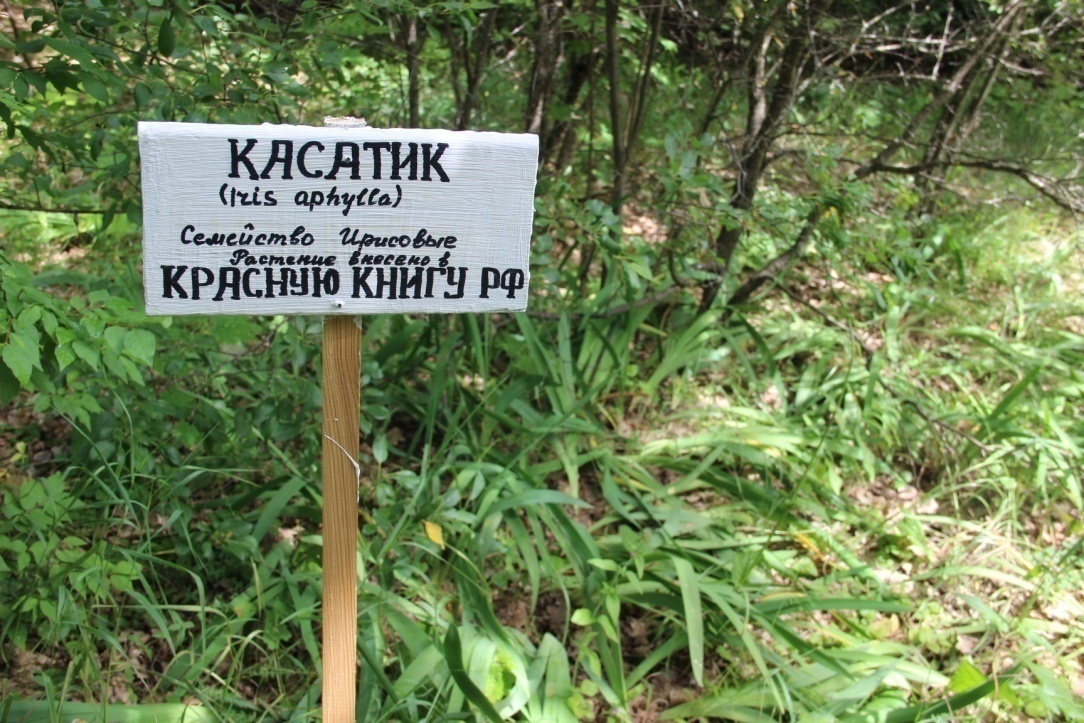 КАСАТИК
(Iris aphylla)
Семейство Ирисовые
Растение внесено в
КРАСНУЮ КНИГУ РФ